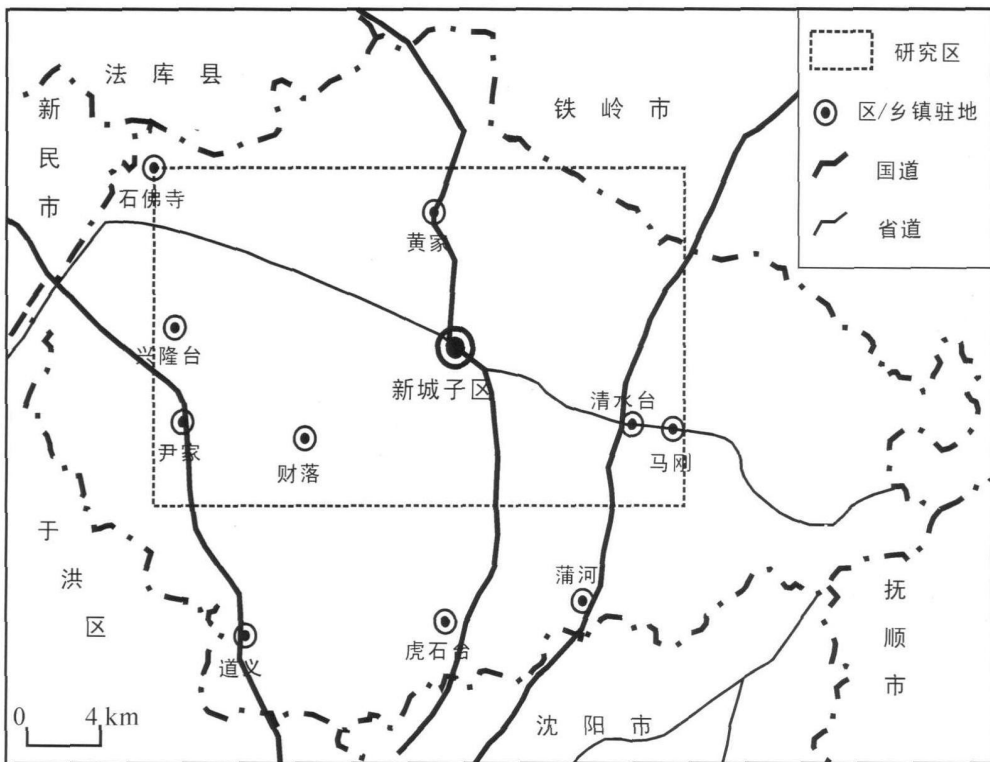 法库县
新民市
铁岭市
研究区
区/乡镇驻地
国道
省道
石佛寺
黄家
兴隆台
新城子区
清水台
尹家
财落
马刚
于洪区
蒲河
抚顺市
道义
虎石台
沈阳市
0 4 km